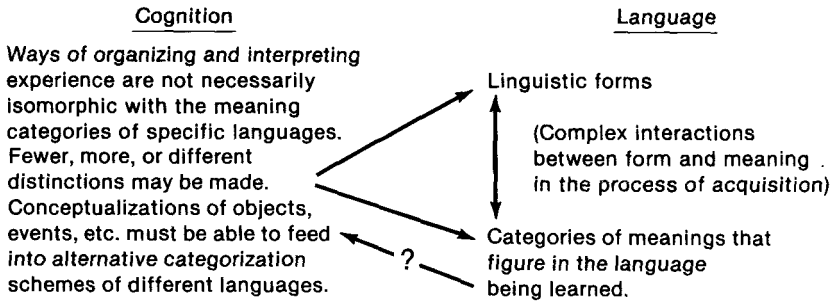 Cognition
Ways of organizing and interpreting
experience are not necessarily
isomorphic with the meaning
categories of specific languages.
Fewer, more, or different
distinctions may be made.
Conceptualizations of objects,
events, etc. must be able to feed
into alternative categorization
schemes of different languages.
?
Language
Linguistic forms
(Complex interactions
between form and meaning
in the process of acquisition)
Categories of meanings that
figure in the language
being learned.